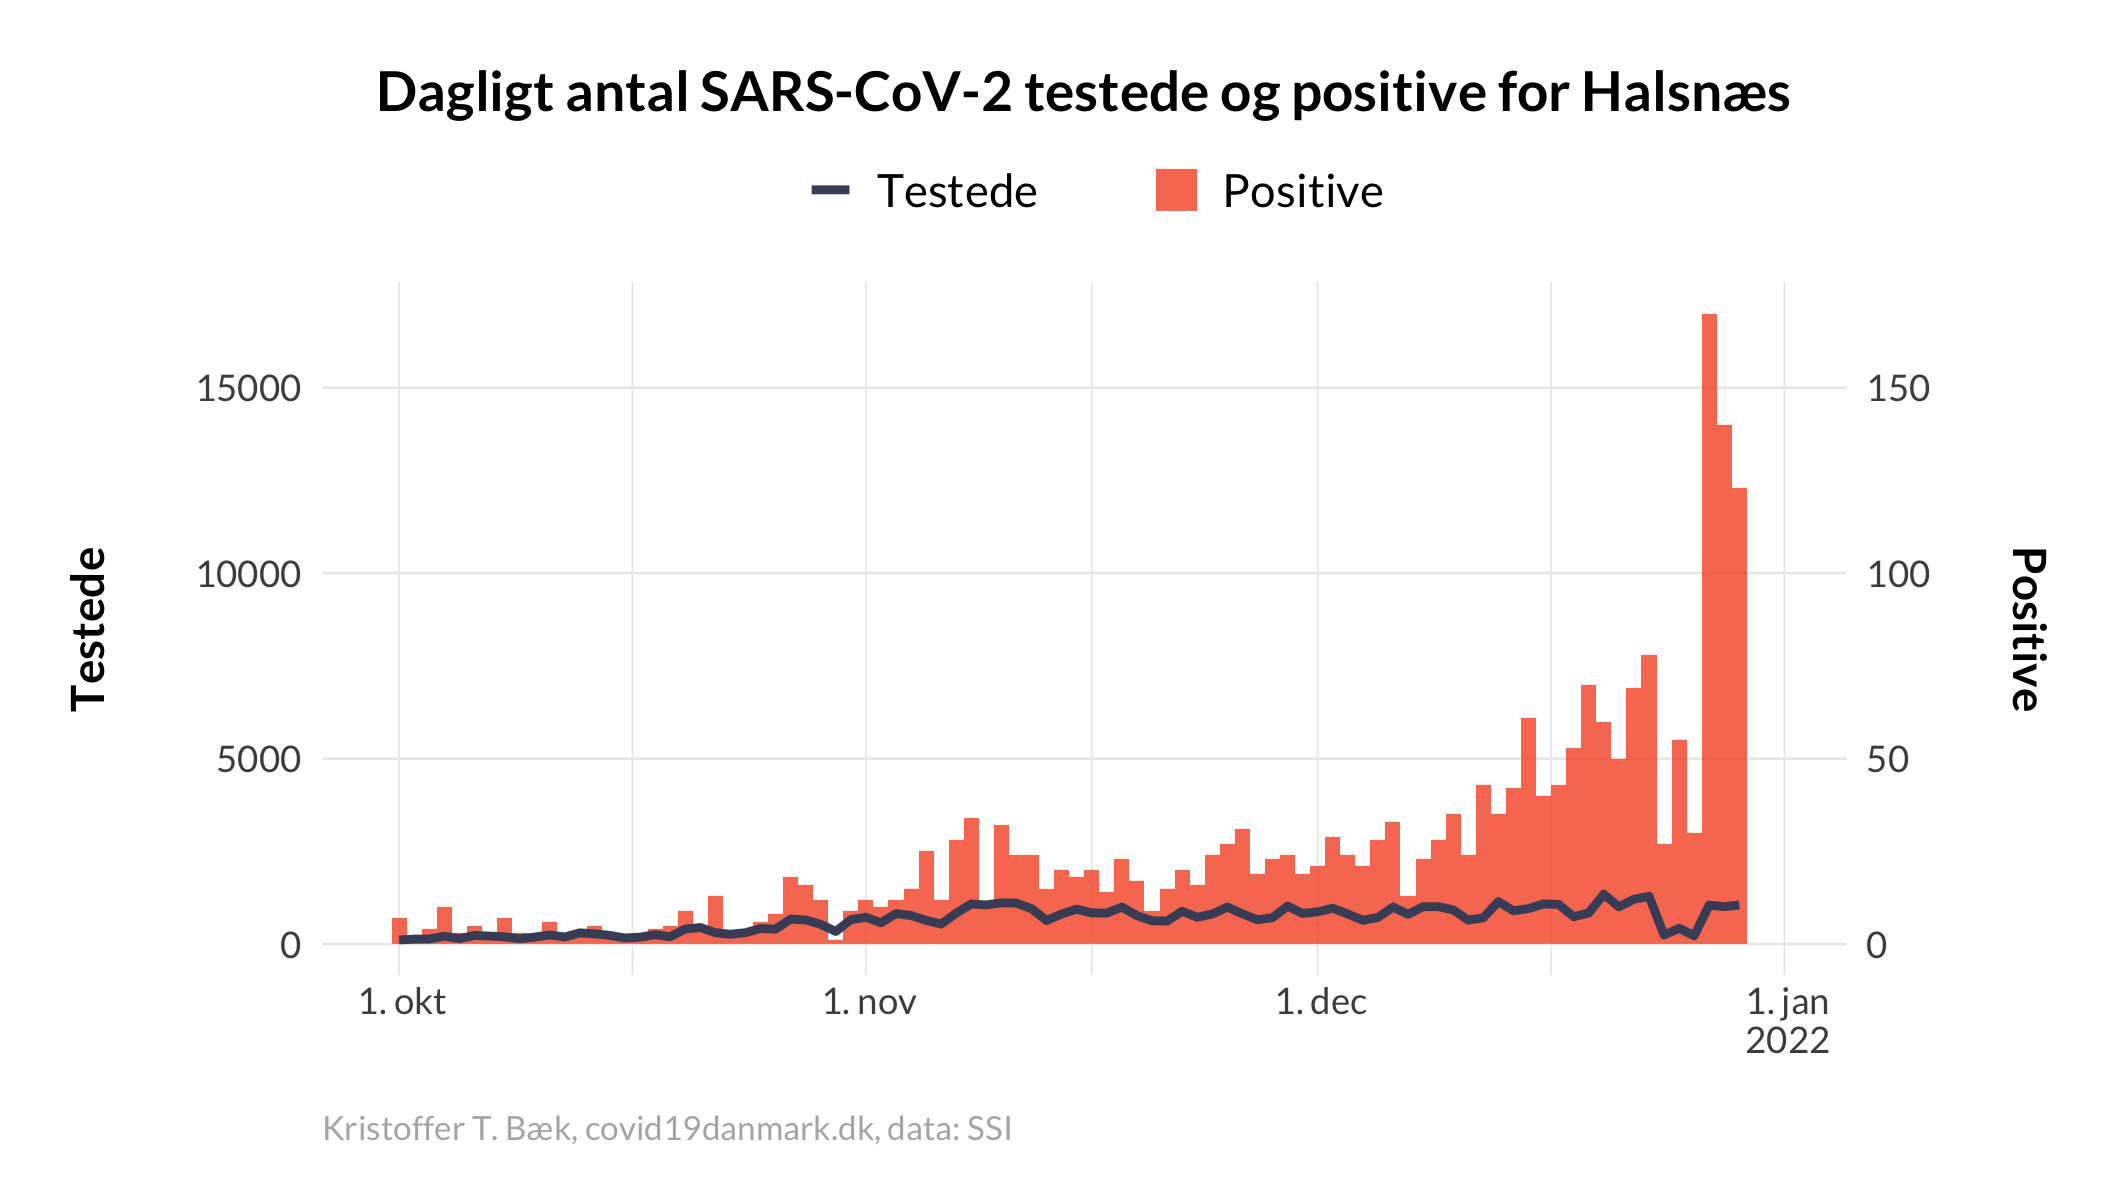 Dagligt antal SARS-CoV-2 testede og positive for Halsnæs
Testede
Positive
15000
10000
5000
0
Testede
150
100
50
0
Positive
1. okt
1. nov
1. dec
1. jan
2022
Kristoffer T. Bæk, covid19danmark.dk, data: SSI